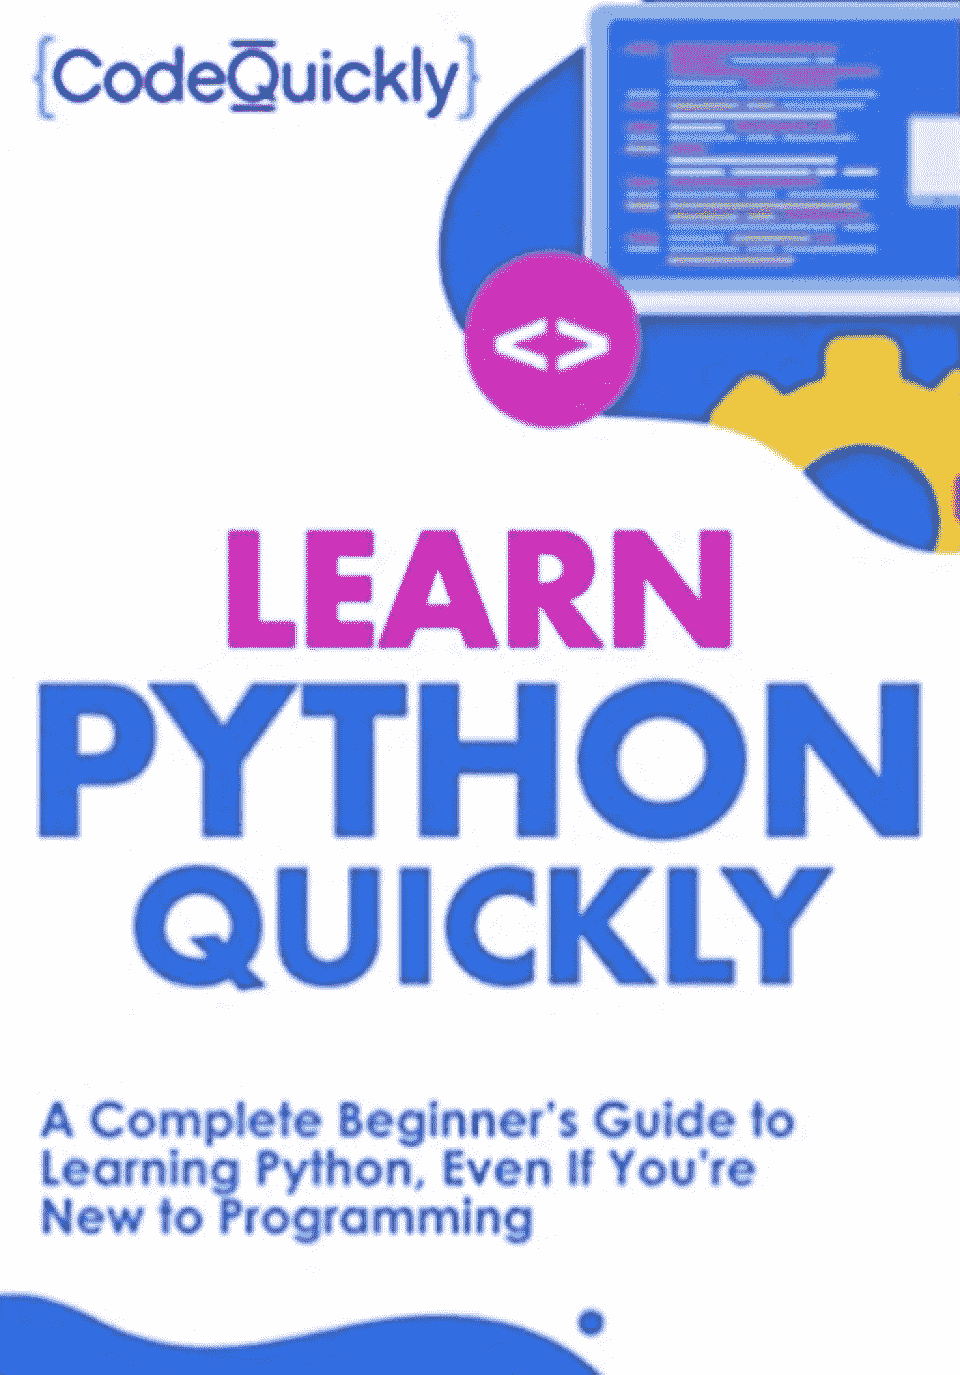 {CodeQuickly}
<>
LEARN
PYTHON
QUICKLY
A Complete Beginner's Guide to
Learning Python, Even If You're
New to Programming